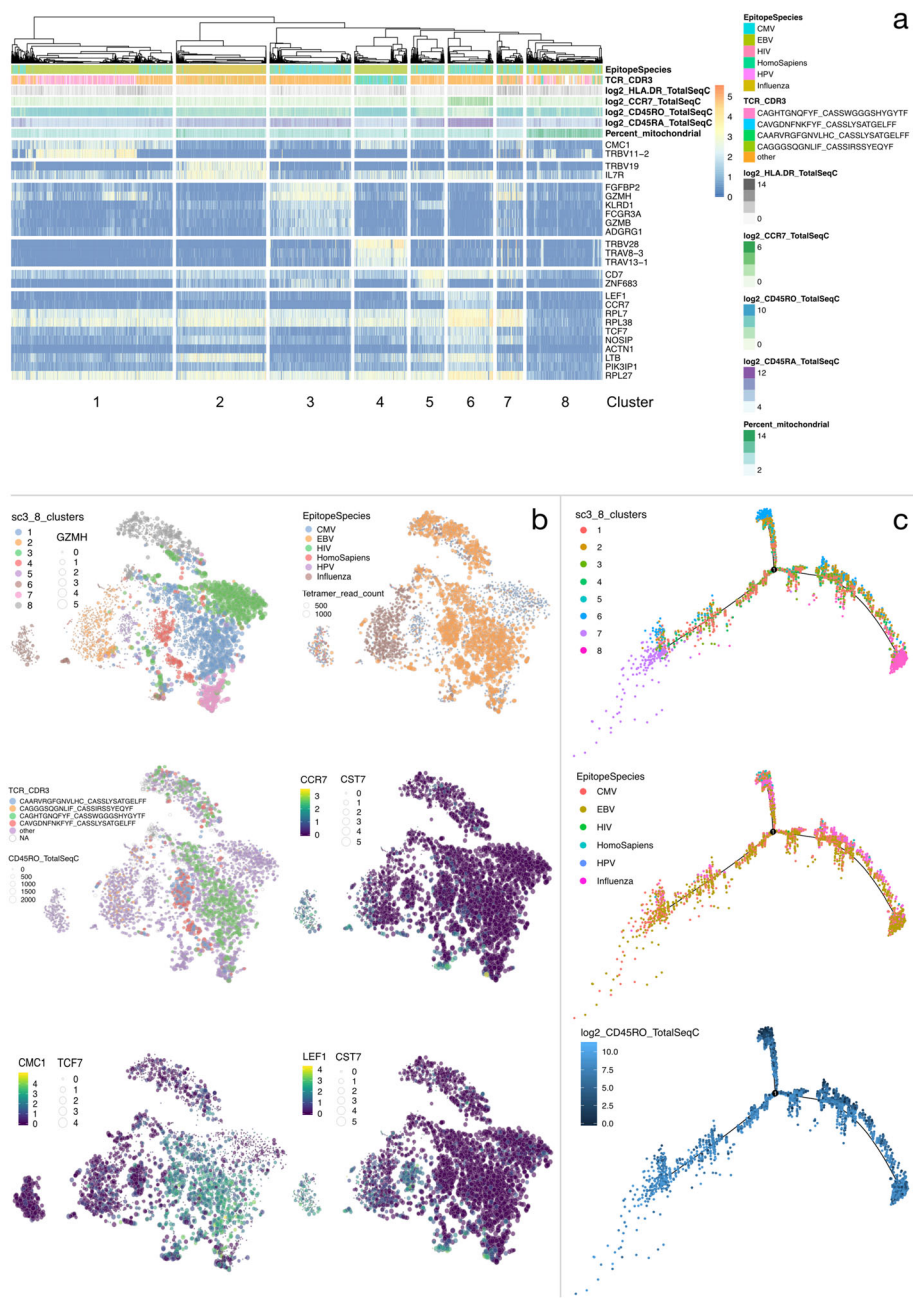 a
EpitopeSpecies
TCR_CDR3
log2_HLA.DR_TotalSeqC
log2_CCR7_TotalSeqC
log2_CD45RO_TotalSeqC
log2_CD45RA_TotalSeqC
Percent_mitochondrial
CMC1
TRBV11-2
TRBV19
IL7R
FGFBP2
GZMH
KLRD1
FCGR3A
GZMB
ADGRG1
TRBV28
TRAV8-3
TRAV13-1
CD7
ZNF683
LEF1
CCR7
RPL7
RPL38
TCF7
NOSIP
ACTN1
LTB
PIK3IP1
RPL27
1 2 3 4 5 6 7 8 Cluster
5
4
3
2
1
0
EpitopeSpecies
CMV
EBV
HIV
HomoSapiens
HPV
Influenza
TCR_CDR3
CAGHTGNQFYF_CASSWGGGSHYGYTF
CAVGDNFNKFYF_CASSLYSATGELFF
CAARVRGFGNVLHC_CASSLYSATGELFF
CAGGGSQGNLIF_CASSIRSSYEQYF
other
log2_HLA.DR_TotalSeqC
14
0
log2_CCR7_TotalSeqC
6
0
log2_CD45RO_TotalSeqC
10
0
log2_CD45RA_TotalSeqC
12
4
Percent_mitochondrial
14
2
b
sc3_8_clusters
1
2
3
4
5
6
7
8
GZMH
0
1
2
3
4
5
EpitopeSpecies
CMV
EBV
HIV
HomoSapiens
HPV
Influenza
Tetramer_read_count
500
1000
TCR_CDR3
CAARVRGFGNVLHC_CASSLYSATGELFF
CAGGGSQGNLIF_CASSIRSSYEQYF
CAGHTGNQFYF_CASSWGGGSHYGYTF
CAVGDNFNKFYF_CASSLYSATGELFF
other
NA
CD45RO_TotalSeqC
0
500
1000
1500
2000
CCR7
3
2
1
0
CST7
0
1
2
3
4
5
CMC1
4
3
2
1
0
TCF7
0
1
2
3
4
LEF1
4
3
2
1
0
CST7
0
1
2
3
4
5
c
sc3_8_clusters
1
2
3
4
5
6
7
8
1
EpitopeSpecies
CMV
EBV
HIV
HomoSapiens
HPV
Influenza
1
log2_CD45RO_TotalSeqC
10.0
7.5
5.0
2.5
0.0
1